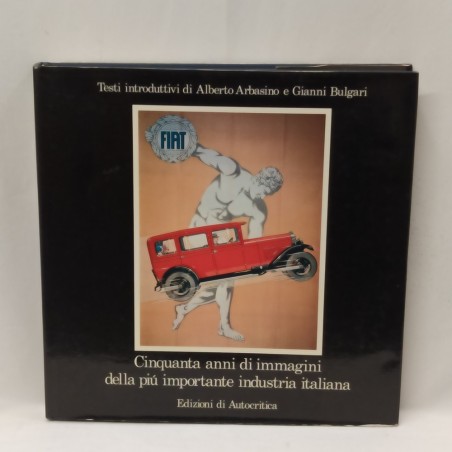 Testi introduttivi di Alberto Arbasino e Gianni Bulgari
FIAT
Cinquanta anni di immagini
della piú importante industria italiana
Edizioni di Autocritica